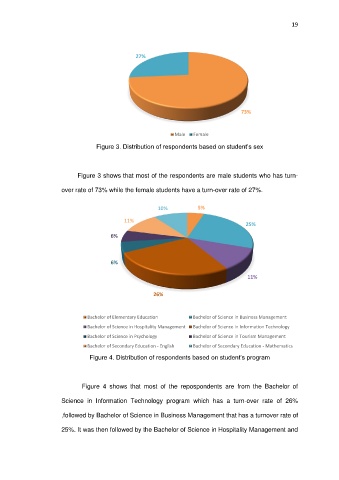 19
27%
73%
Male Female
Figure 3. Distribution of respondents based on student's sex
Figure 3 shows that most of the respondents are male students who has turn-
over rate of 73% while the female students have a turn-over rate of 27%.
10% 5%
11% 25%
6%
6% 11%
26%
Bachelor of Elementary Education Bachelor of Science in Business Management
Bachelor of Science in Hospitality Management Bachelor of Science in Information Technology
Bachelor of Science in Psychology Bachelor of Science in Tourism Management
Bachelor of Secondary Education - English Bachelor of Secondary Education - Mathematics
Figure 4. Distribution of respondents based on student's program
Figure 4 shows that most of the repospondents are from the Bachelor of
Science in Information Technology program which has a turn-over rate of 26%
,followed by Bachelor of Science in Business Management that has a turnover rate of
25%. It was then followed by the Bachelor of Science in Hospitality Management and